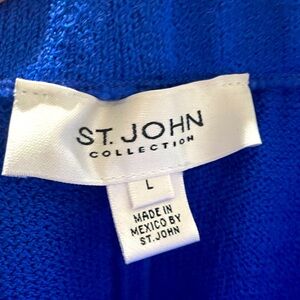 ST. JOHN
COLLECTION
L
MADE IN
MEXICO BY
ST. JOHN